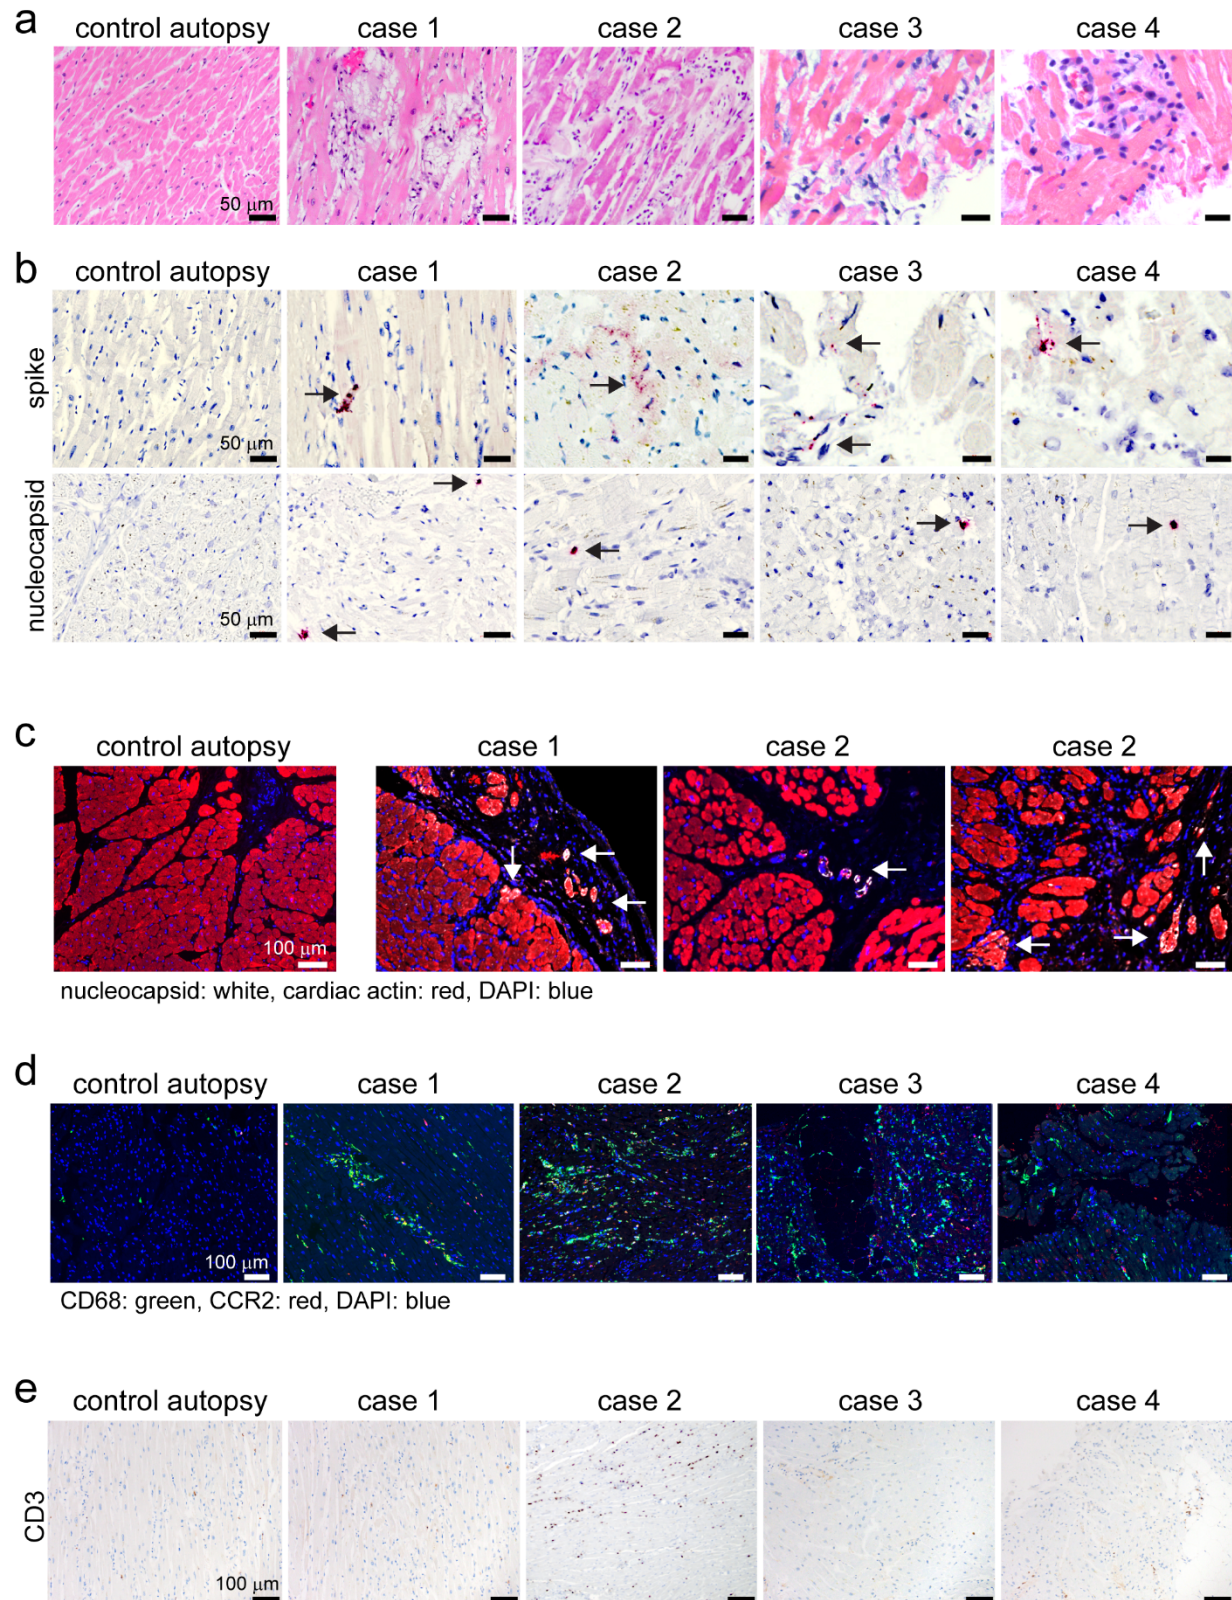 a
control autopsy case 1 case 2 case 3 case 4
50 μm
b
control autopsy case 1 case 2 case 3 case 4
spike
50 μm
nucleocapsid
50 μm
c
control autopsy case 1 case 2 case 2
100 μm
nucleocapsid: white, cardiac actin: red, DAPI: blue
d
control autopsy case 1 case 2 case 3 case 4
100 μm
CD68: green, CCR2: red, DAPI: blue
e
control autopsy case 1 case 2 case 3 case 4
CD3
100 μm